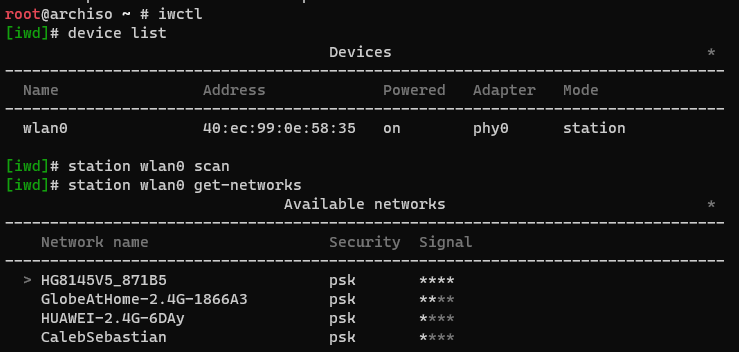 root@archiso ~ # iwctl
[iwd]# device list
Devices *
--------------------------------------------------------------------------------
Name Address Powered Adapter Mode
--------------------------------------------------------------------------------
wlan0 40:ec:99:0e:58:35 on phy0 station
[iwd]# station wlan0 scan
[iwd]# station wlan0 get-networks
Available networks *
--------------------------------------------------------------------------------
Network name Security Signal
--------------------------------------------------------------------------------
> HG8145V5_871B5 psk ****
GlobeAtHome-2.4G-1866A3 psk ****
HUAWEI-2.4G-6DAy psk ****
CalebSebastian psk ****